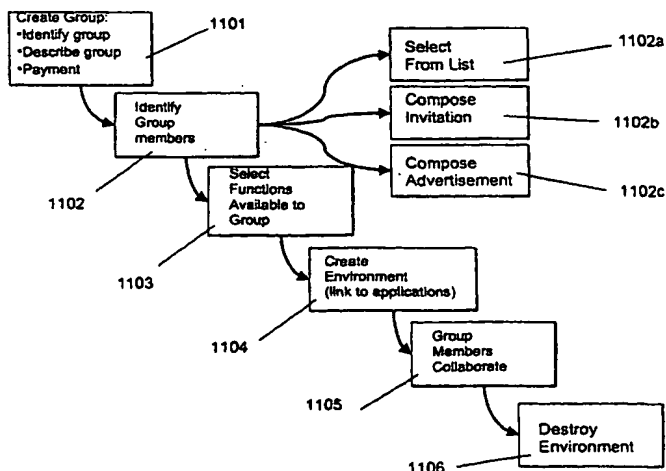 Create Group:
•Identify group
•Describe group
•Payment
1101
Identify
Group
members
1102
Select
From List
1102a
Compose
Invitation
1102b
Compose
Advertisement
1102c
Select
Functions
Available to
Group
1103
Create
Environment
(link to applications)
1104
Group
Members
Collaborate
1105
Destroy
Environment
1106